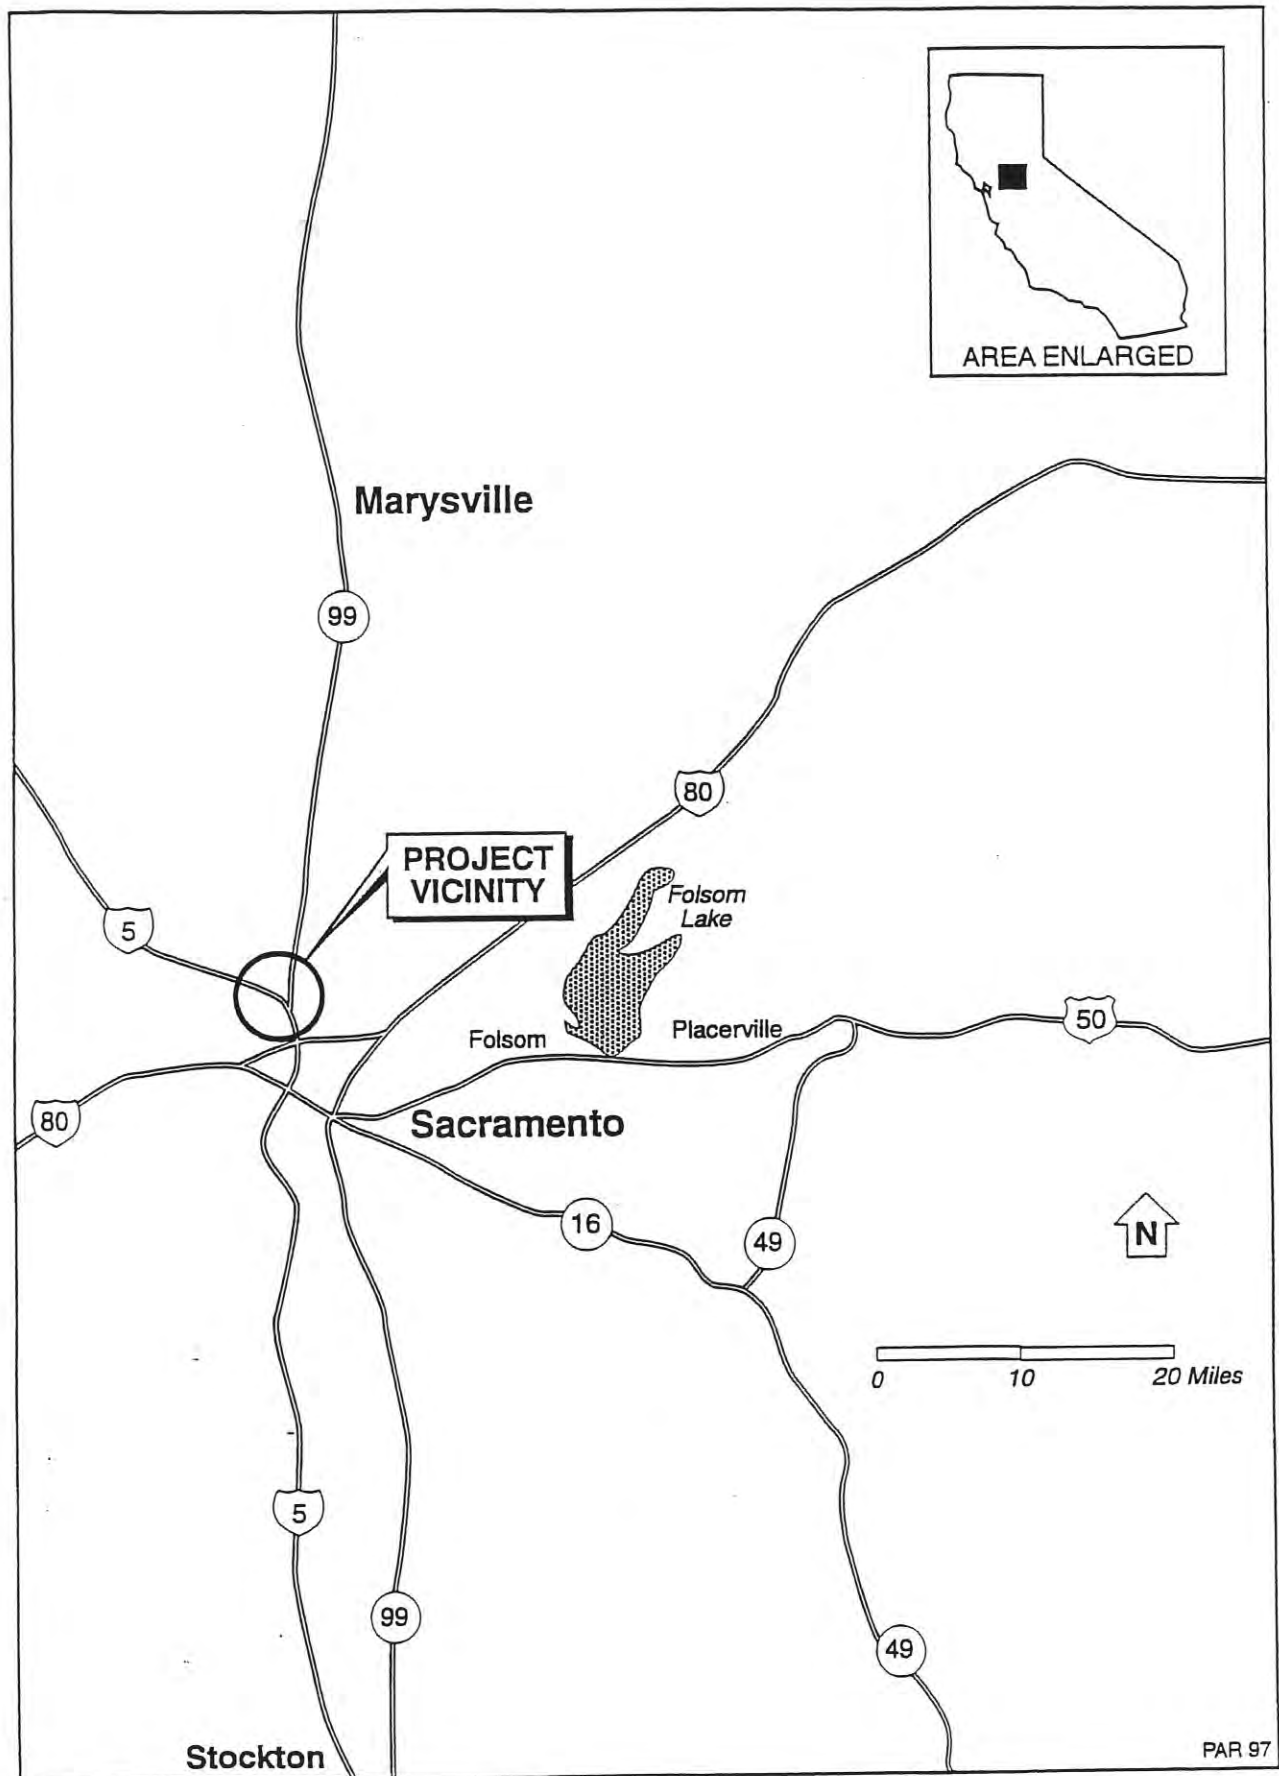 AREA ENLARGED
Marysville
99
80
PROJECT
VICINITY
Folsom
Lake
5
50
Folsom
Placerville
80
Sacramento
16
49
N
0 10 20 Miles
5
99
49
Stockton
PAR 97